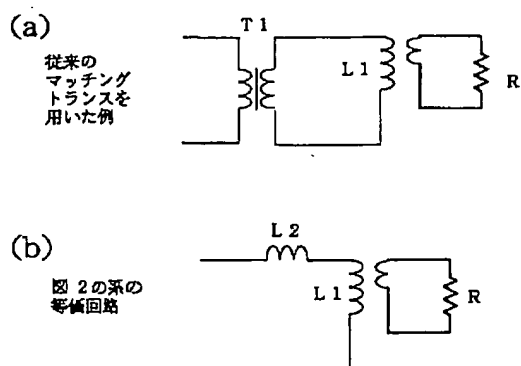 (a)
従来の
マッチング
トランスを
用いた例
T1
L1
R
(b)
図 2の系の
等価回路
L2
L1
R